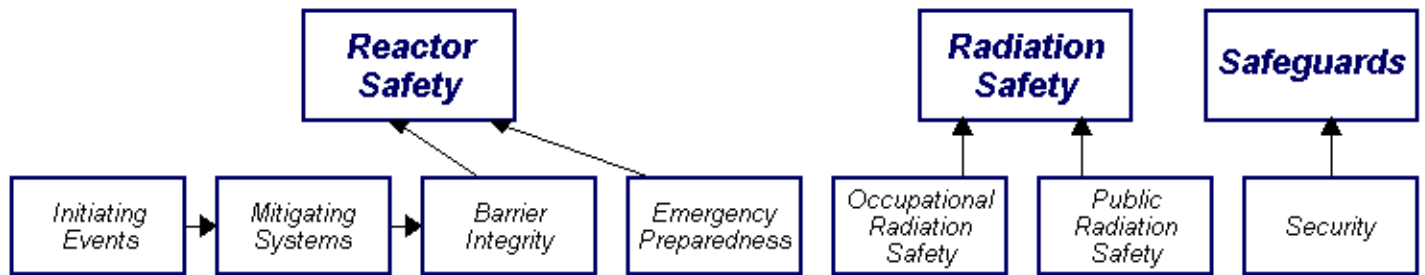 Reactor
Safety
Radiation
Safety
Safeguards
Initiating
Events
Mitigating
Systems
Barrier
Integrity
Emergency
Preparedness
Occupational
Radiation
Safety
Public
Radiation
Safety
Security